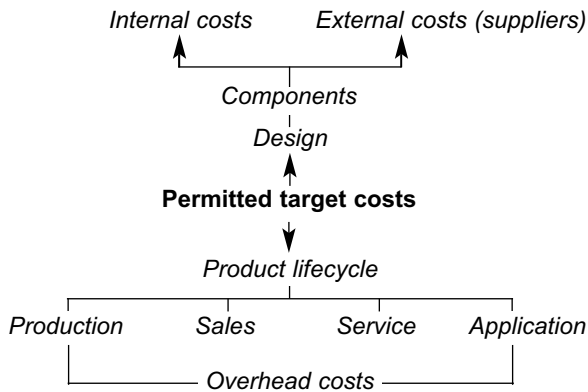 Internal costs External costs (suppliers)
Components
Design
Permitted target costs
Product lifecycle
Production Sales Service Application
Overhead costs